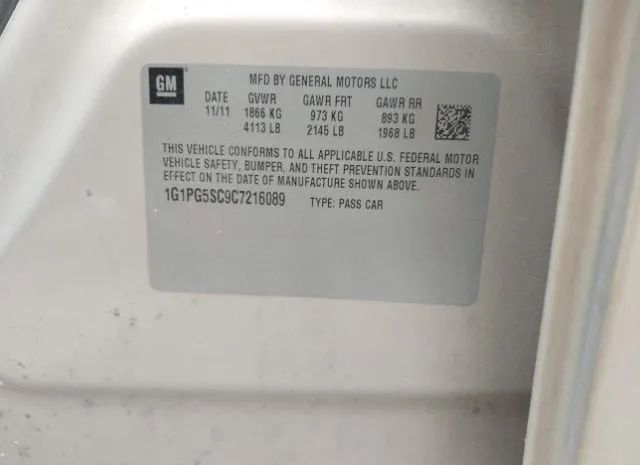 GM
MFD BY GENERAL MOTORS LLC
DATE GVWR GAWR FRT GAWR RR
11/11 1866 KG 973 KG 893 KG
4113 LB 2145 LB 1968 LB
THIS VEHICLE CONFORMS TO ALL APPLICABLE U.S. FEDERAL MOTOR
VEHICLE SAFETY, BUMPER, AND THEFT PREVENTION STANDARDS IN
EFFECT ON THE DATE OF MANUFACTURE SHOWN ABOVE.
1G1PG5SC9C7216089 TYPE: PASS CAR